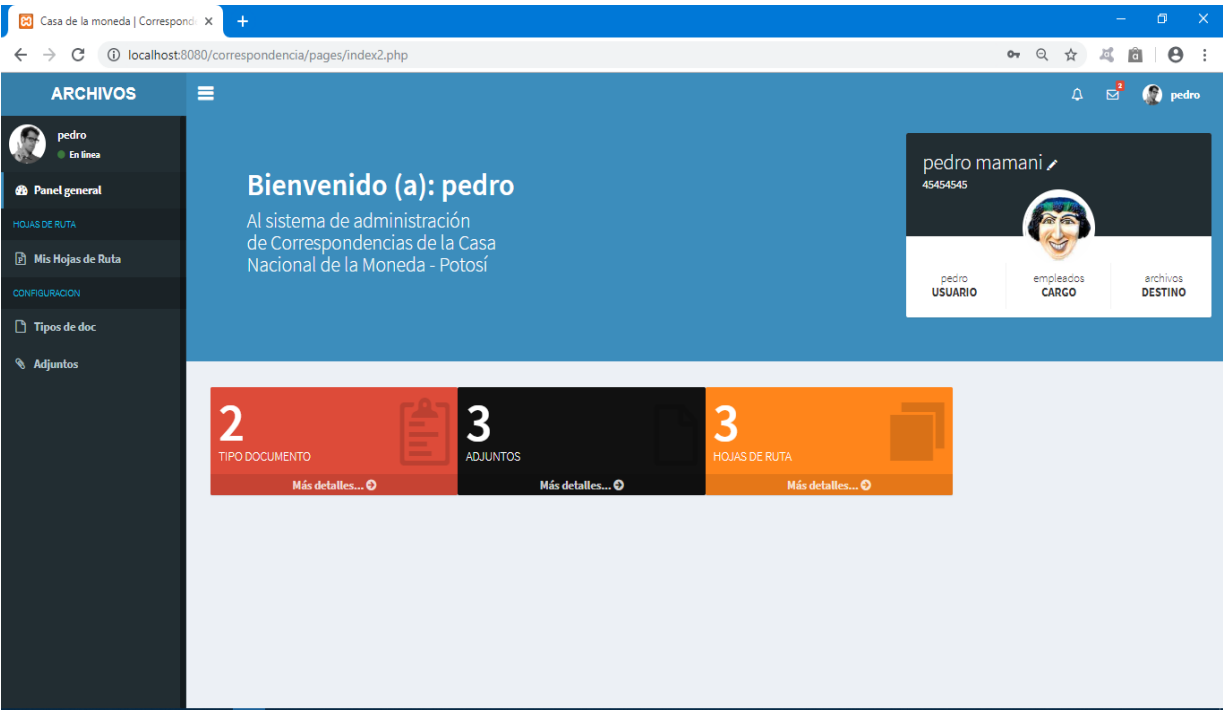 Casa de la moneda | Correspond
localhost:8080/correspondencia/pages/index2.php
ARCHIVOS
2
pedro
pedro
En línea
Panel general
HOJAS DE RUTA
Mis Hojas de Ruta
CONFIGURACION
Tipos de doc
Adjuntos
Bienvenido (a): pedro
Al sistema de administración
de Correspondencias de la Casa
Nacional de la Moneda - Potosí
pedro mamani
45454545
pedro
USUARIO
empleados
CARGO
archivos
DESTINO
2
TIPO DOCUMENTO
Más detalles...
3
ADJUNTOS
Más detalles...
3
HOJAS DE RUTA
Más detalles...